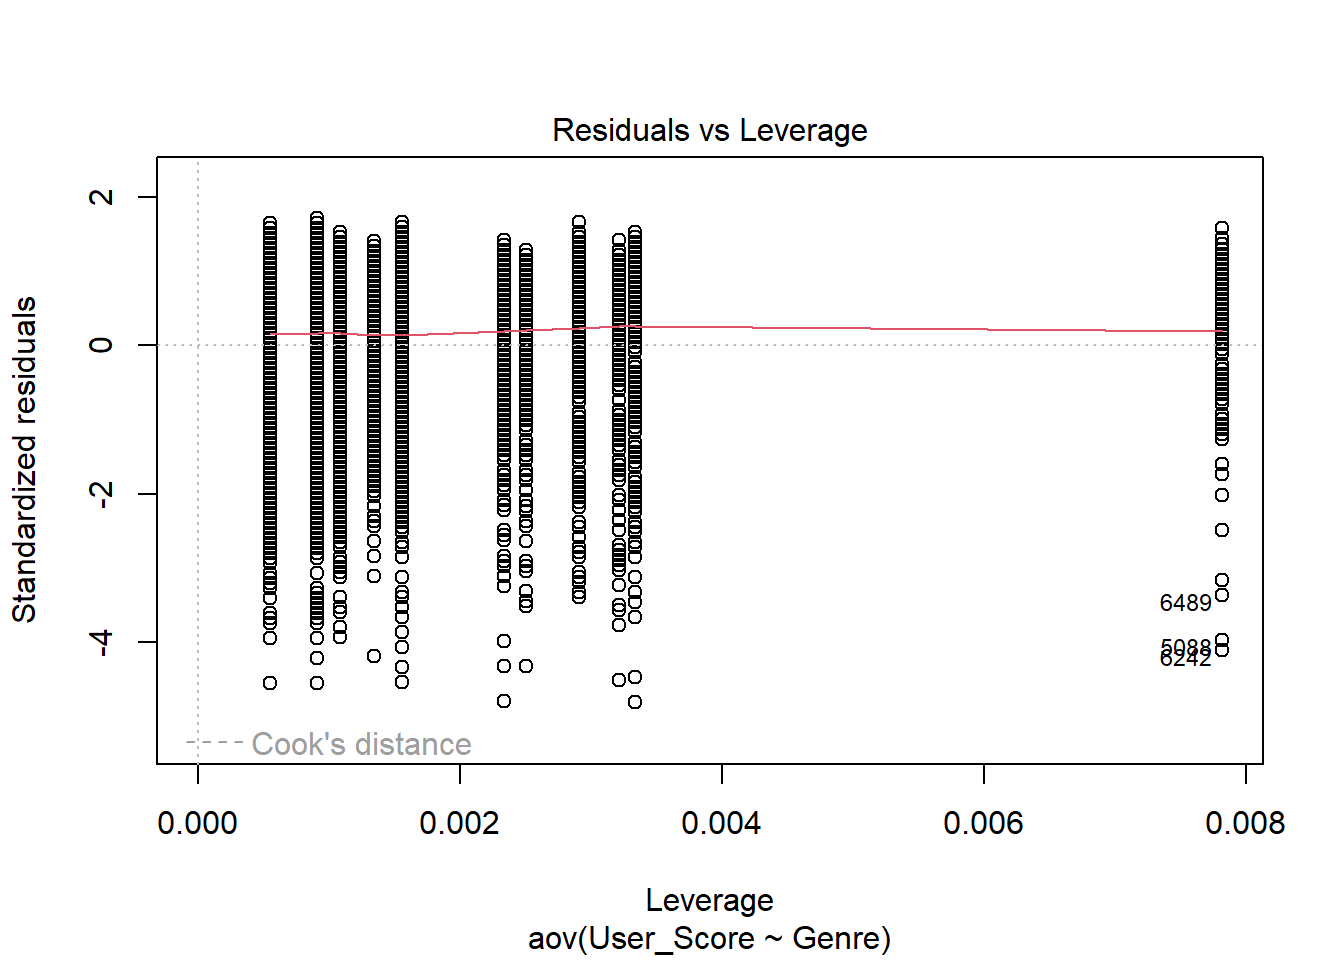 Residuals vs Leverage
Standardized residuals
2
0
-2
-4
6489
5088
6242
Cook's distance
0.000 0.002 0.004 0.006 0.008
Leverage
aov(User_Score ~ Genre)